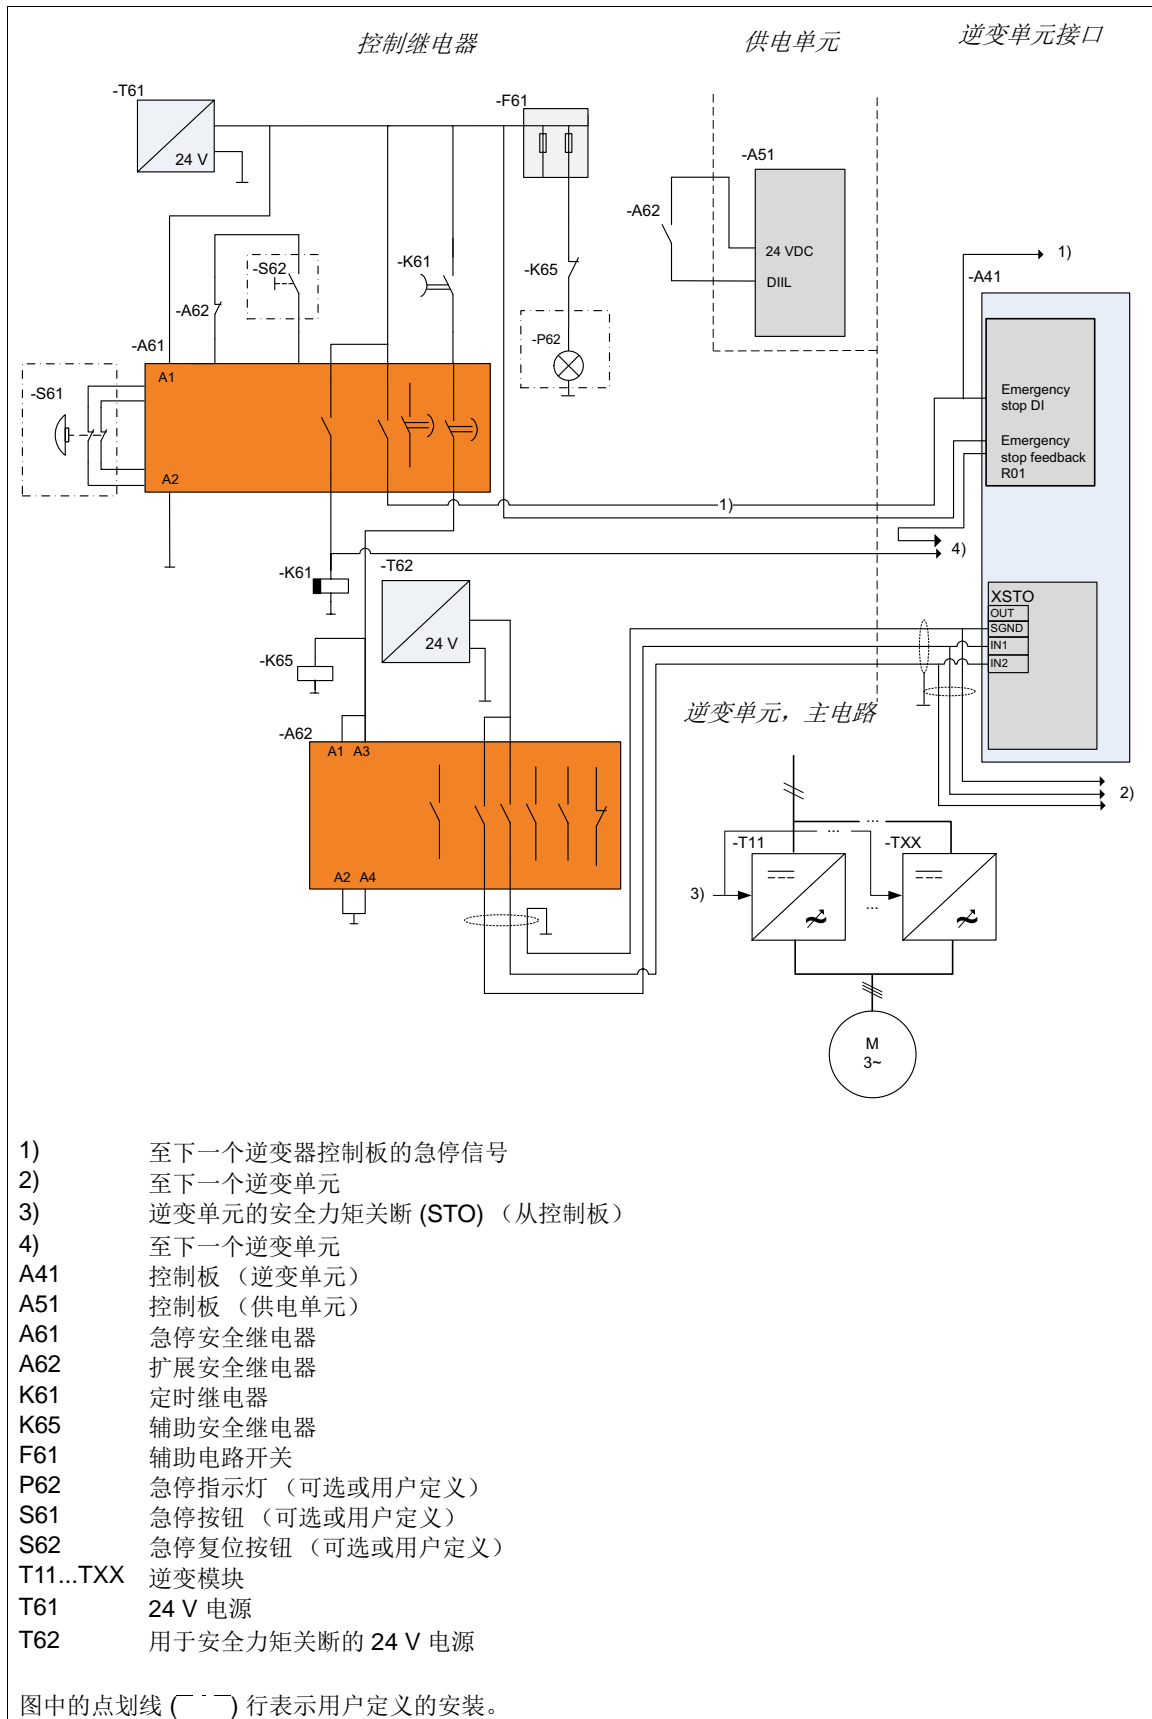 控制继电器
供电单元
逆变单元接口
-T61
24 V
-F61
-A51
-A62
24 VDC
DIIL
1)
-A41
-S62
-K61
-K65
-A62
-P62
-A61
A1
-S61
A2
Emergency
stop DI
Emergency
stop feedback
R01
1)
4)
-K61
-T62
24 V
XSTO
OUT
SGND
IN1
IN2
-K65
逆变单元，主电路
-A62
A1 A3
2)
...
...
-T11
-TXX
A2 A4
3)
...
M
3~
1) 至下一个逆变器控制板的急停信号
2) 至下一个逆变单元
3) 逆变单元的安全力矩关断 (STO) （从控制板）
4) 至下一个逆变单元
A41 控制板 （逆变单元）
A51 控制板 （供电单元）
A61 急停安全继电器
A62 扩展安全继电器
K61 定时继电器
K65 辅助安全继电器
F61 辅助电路开关
P62 急停指示灯 （可选或用户定义）
S61 急停按钮 （可选或用户定义）
S62 急停复位按钮 （可选或用户定义）
T11...TXX 逆变模块
T61 24 V 电源
T62 用于安全力矩关断的 24 V 电源
图中的点划线 ( ) 行表示用户定义的安装。